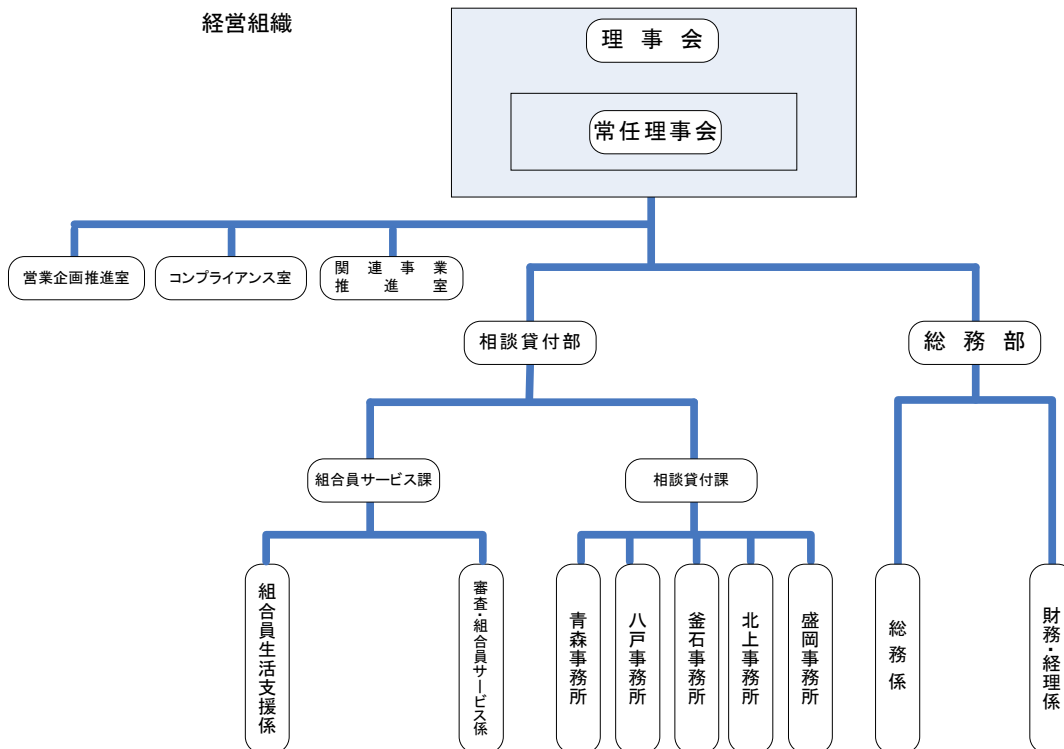 経営組織
理事会
常任理事会
営業企画推進室
コンプライアンス室
関連事業
推進室
相談貸付部
総務部
組合員サービス課
相談貸付課
組合員生活支援係
審査・組合員サービス係
青森事務所
八戸事務所
釜石事務所
北上事務所
盛岡事務所
総務係
財務・経理係